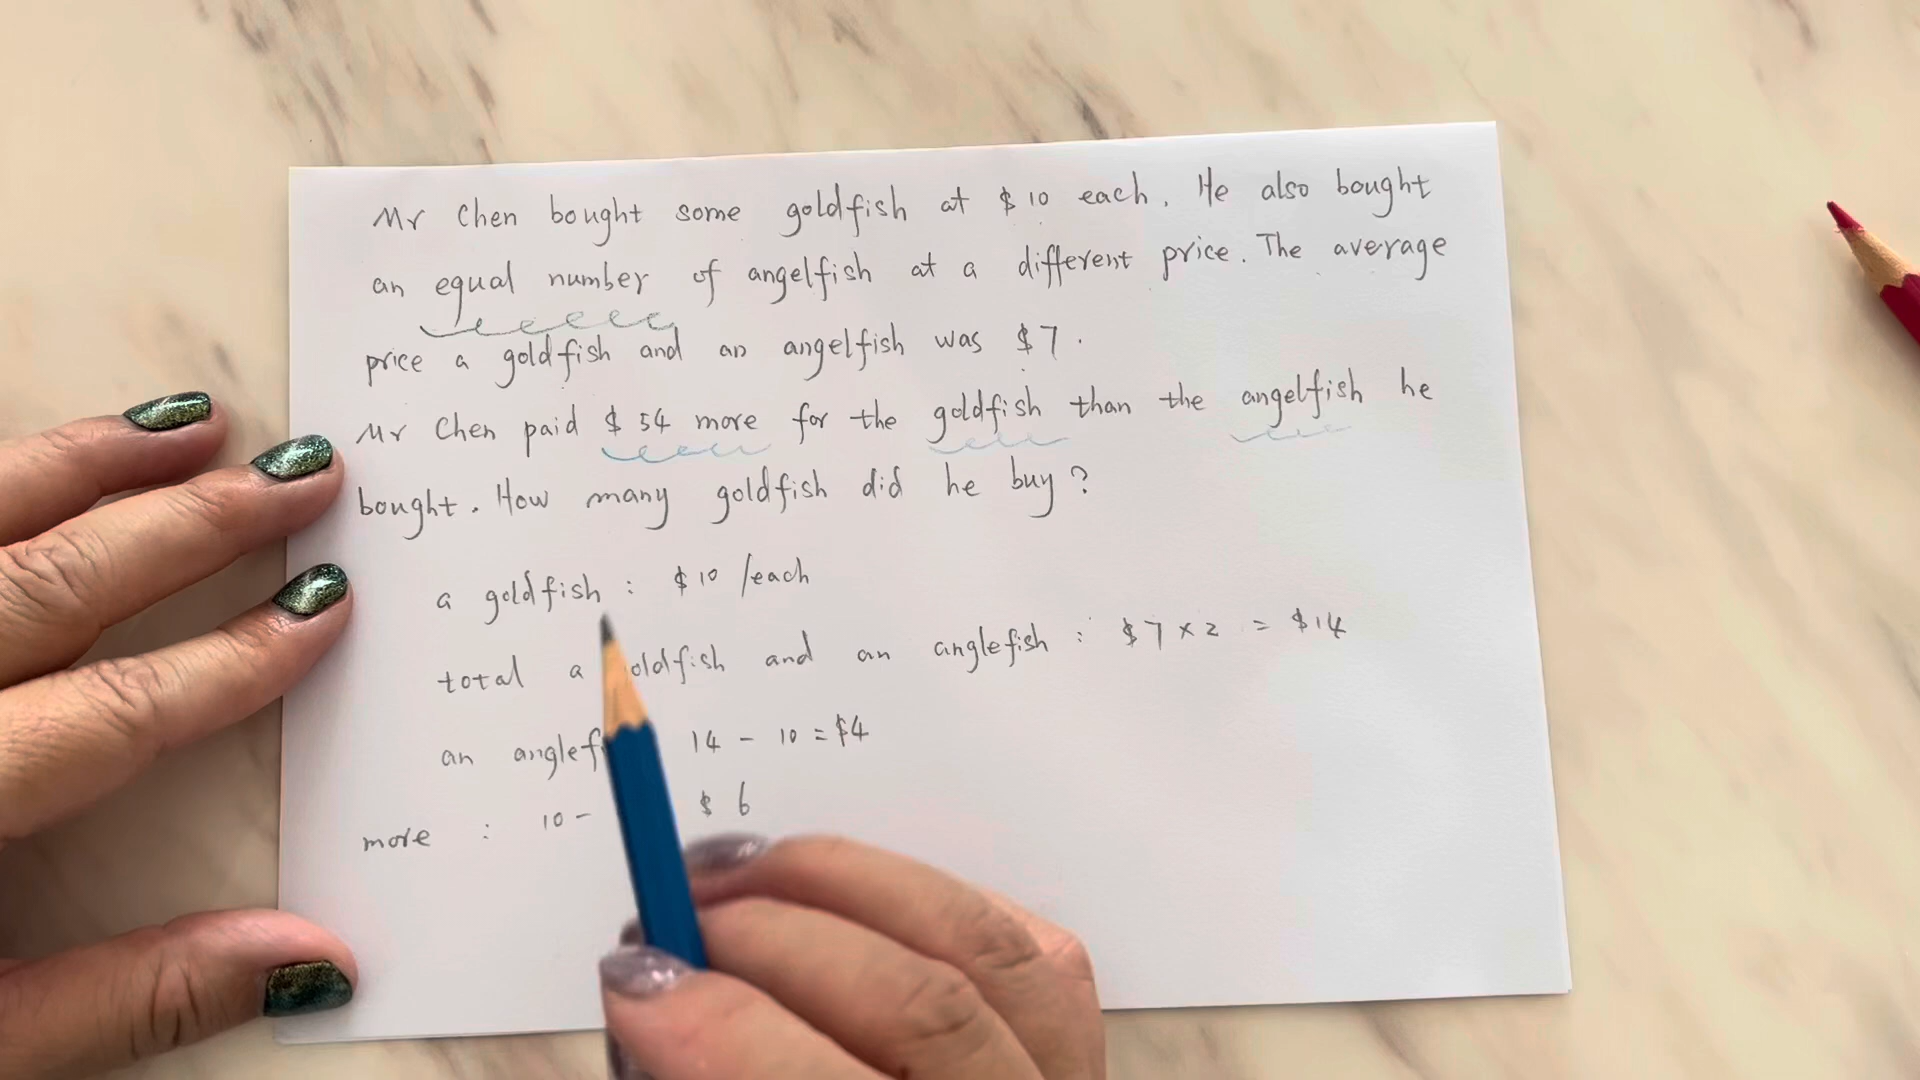 Mr Chen bought some goldfish at $10 each. He also bought
an equal number of angelfish at a different price. The average
price a goldfish and an angelfish was $7.
Mr Chen paid $54 more for the goldfish than the angelfish he
bought. How many goldfish did he buy?
a goldfish : $10 /each
total a oldfish and an anglefish : $7 × 2 = $14
an anglef 14 - 10 = $4
more : 10 - $ 6